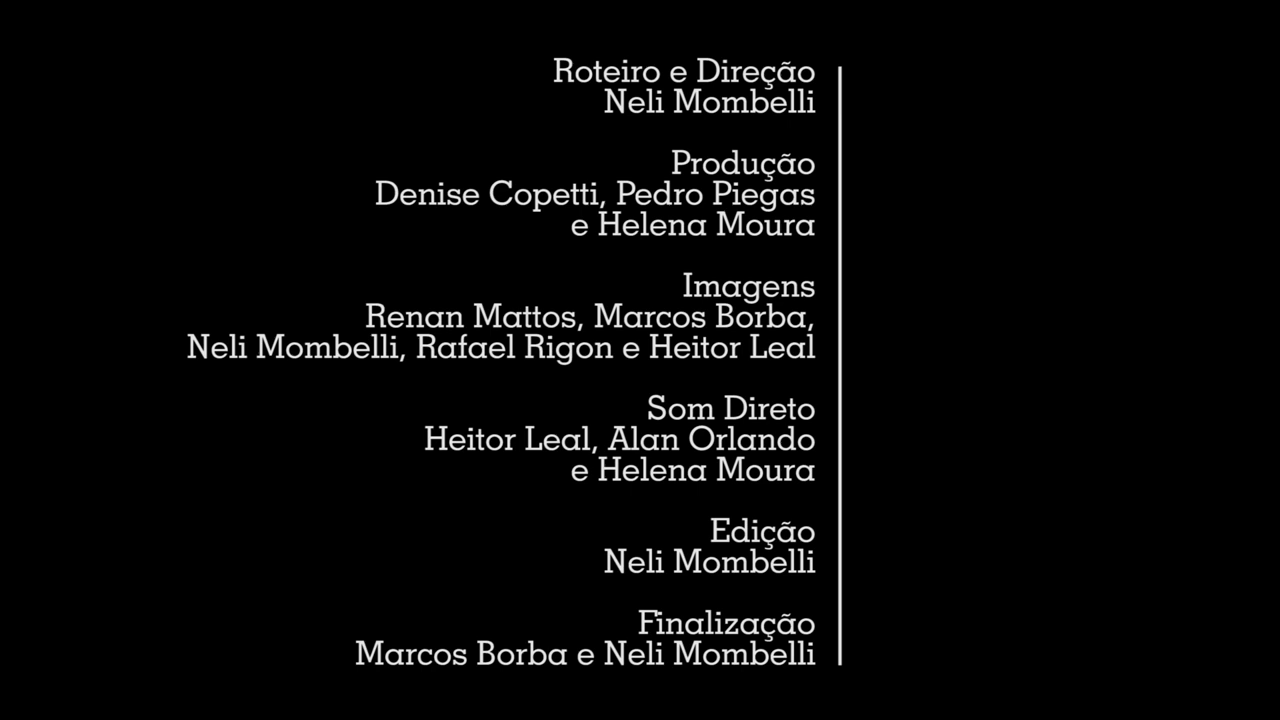 Roteiro e Direção
Neli Mombelli
Produção
Denise Copetti, Pedro Piegas
e Helena Moura
Imagens
Renan Mattos, Marcos Borba,
Neli Mombelli, Rafael Rigon e Heitor Leal
Som Direto
Heitor Leal, Alan Orlando
e Helena Moura
Edição
Neli Mombelli
Finalização
Marcos Borba e Neli Mombelli